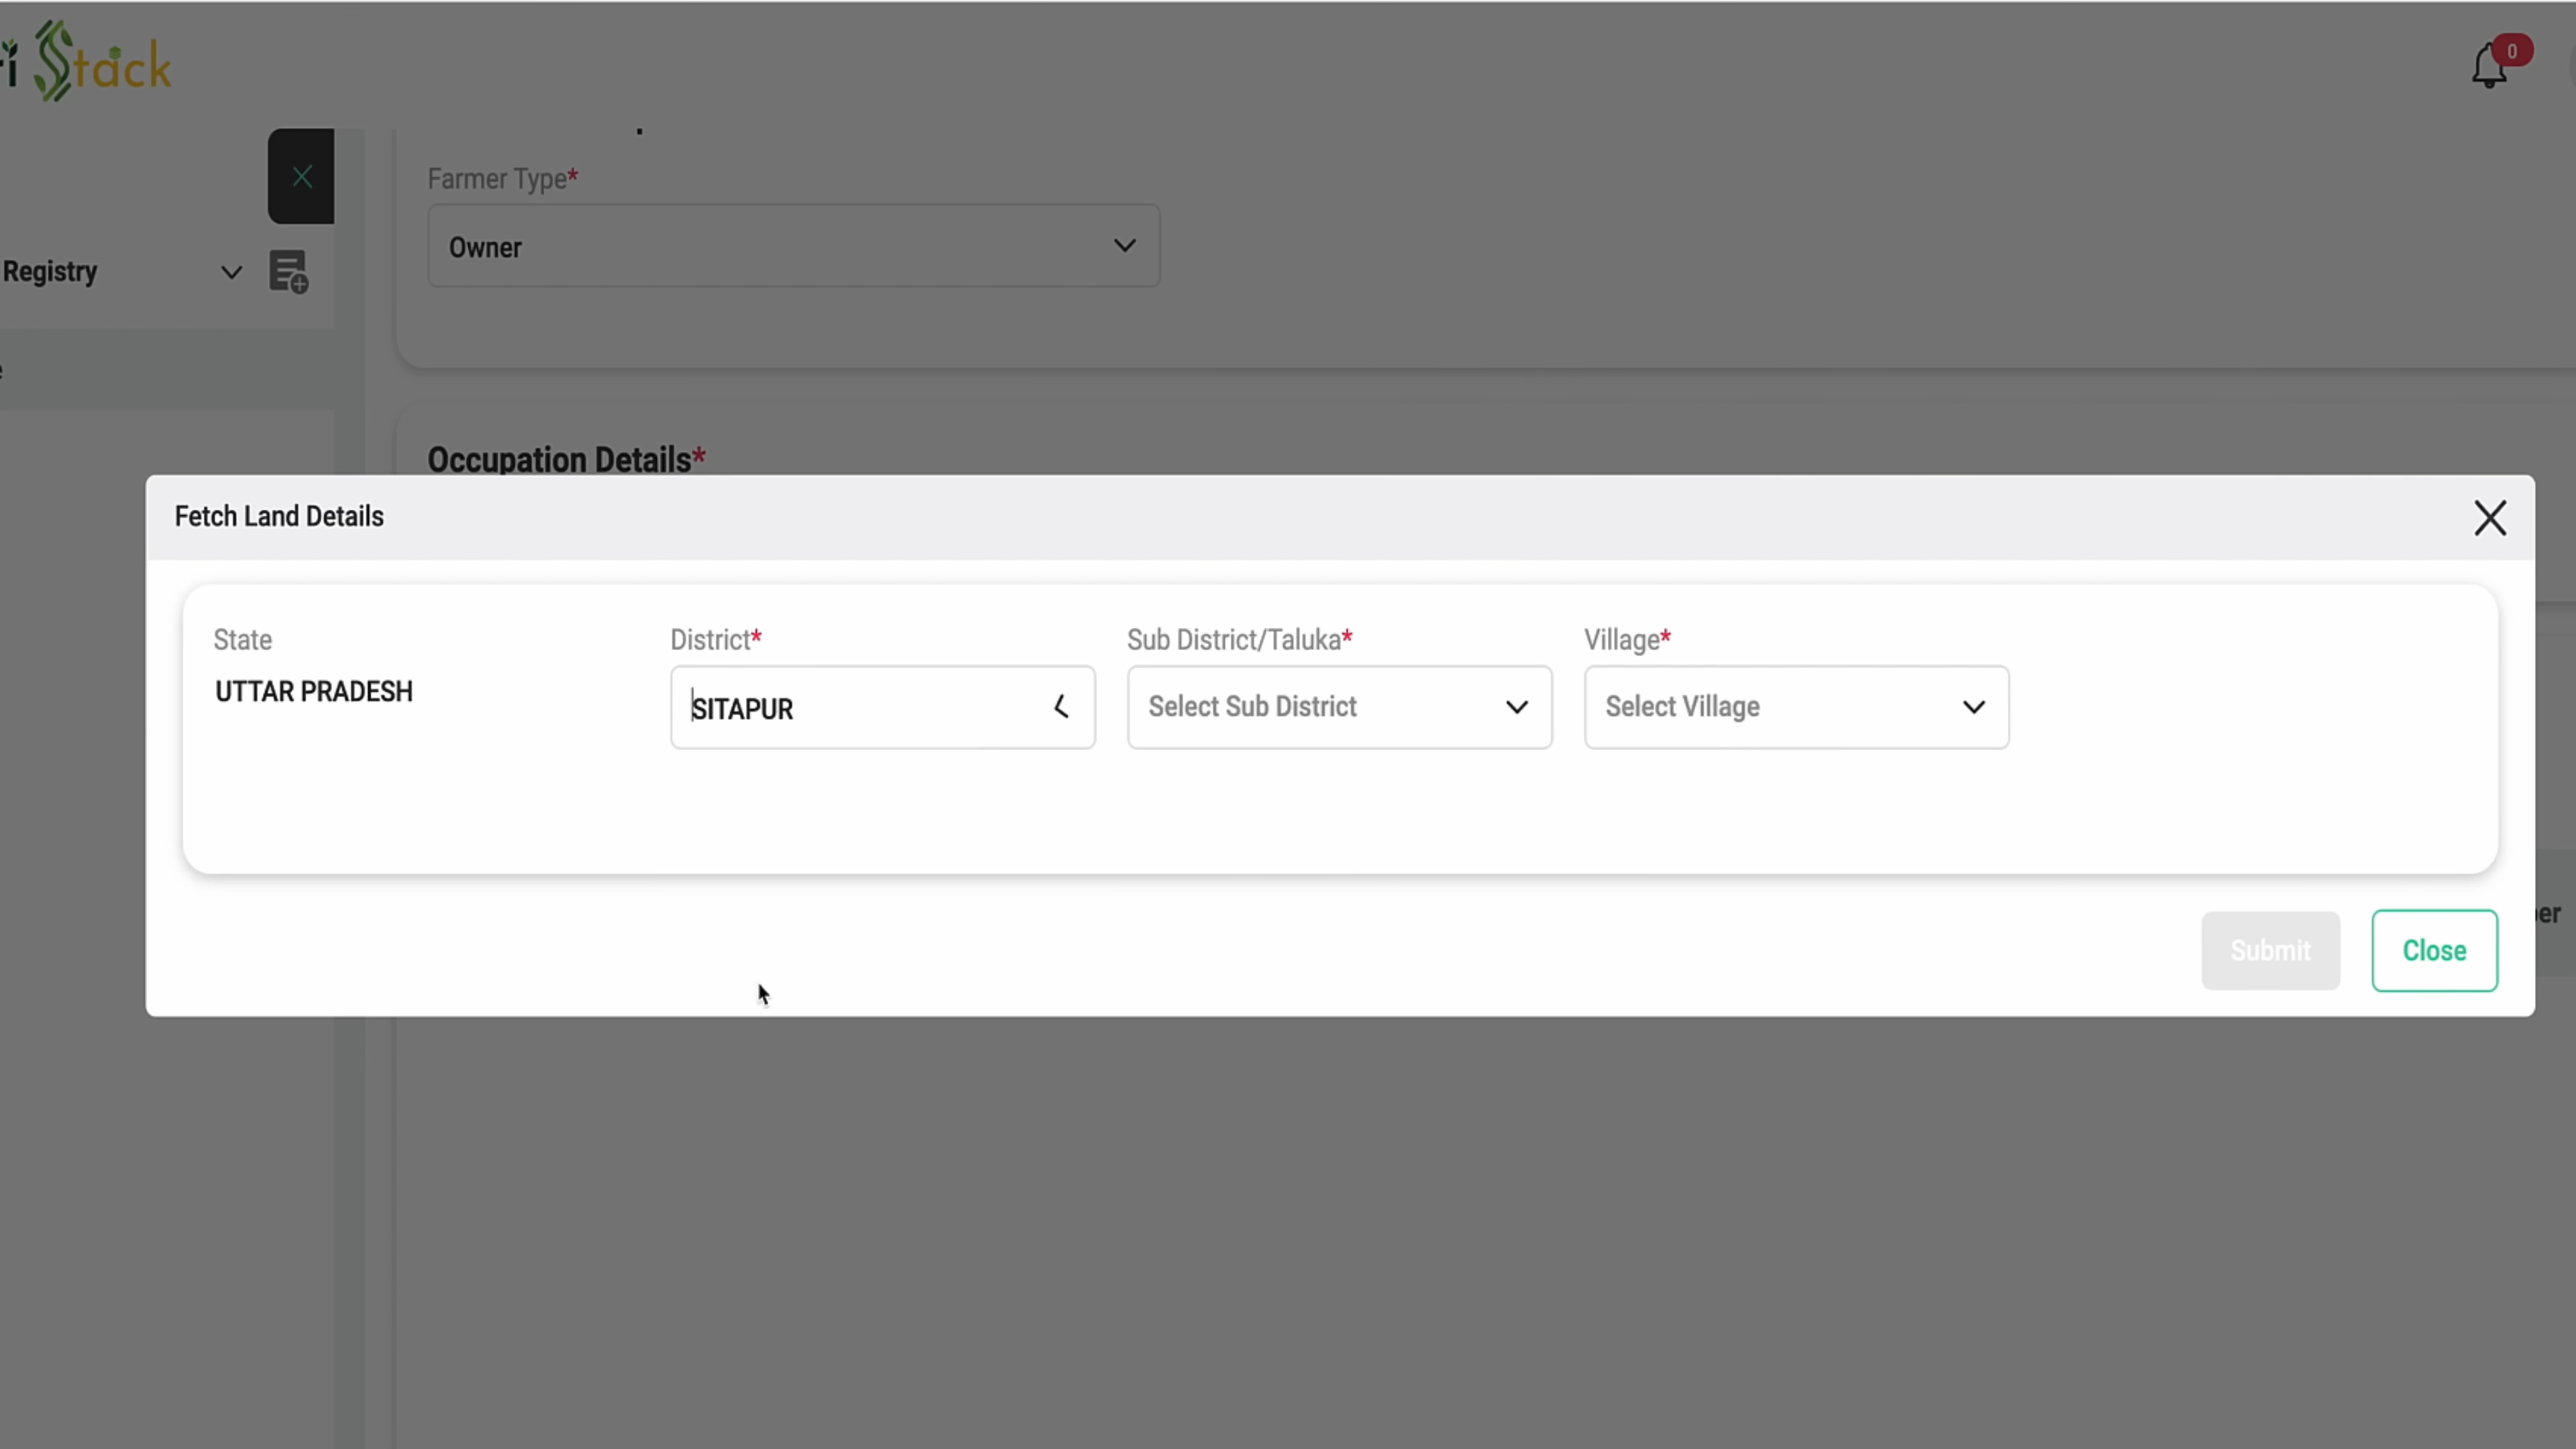 Stack
0
Farmer Type*
Owner
Registry
Occupation Details*
Fetch Land Details
State
District*
Sub District/Taluka*
Village*
UTTAR PRADESH
SITAPUR
Select Sub District
Select Village
Submit
Close